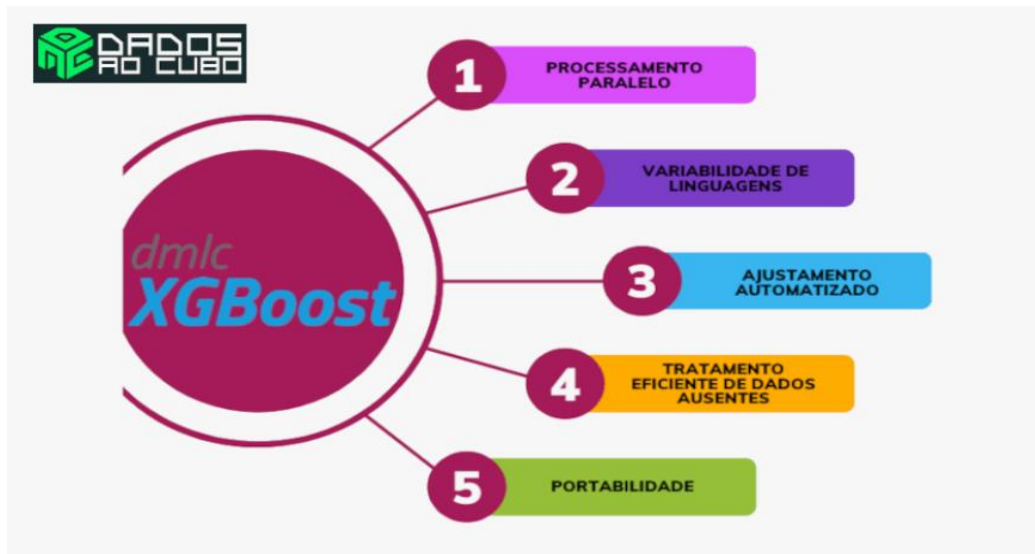 DADOS
AO CUBO
1
PROCESSAMENTO
PARALELO
2
VARIABILIDADE DE
LINGUAGENS
dmlc
XGBoost
3
AJUSTAMENTO
AUTOMATIZADO
4
TRATAMENTO
EFICIENTE DE DADOS
AUSENTES
5
PORTABILIDADE